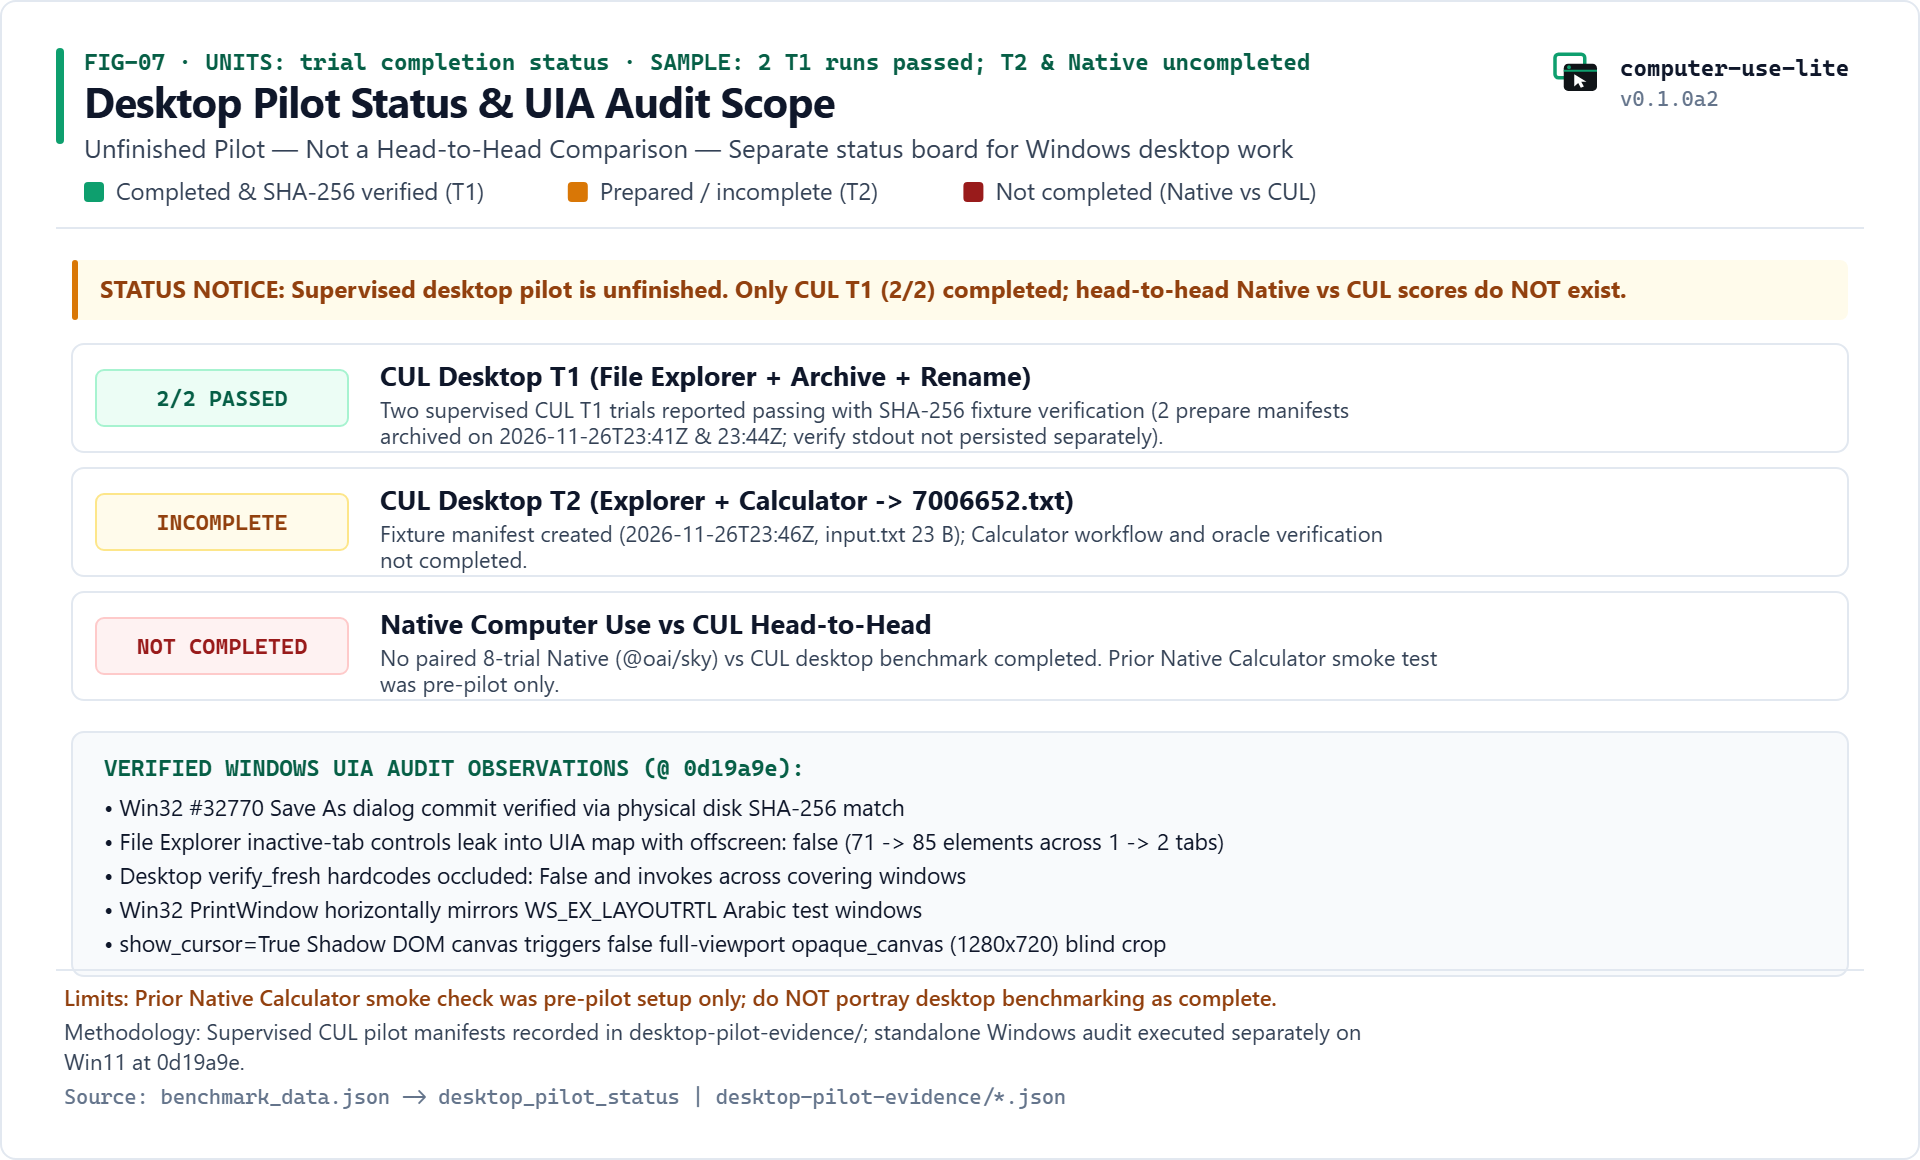 FIG-07 · UNITS: trial completion status · SAMPLE: 2 T1 runs passed; T2 & Native uncompleted
Desktop Pilot Status & UIA Audit Scope
computer-use-lite
v0.1.0a2
Unfinished Pilot — Not a Head-to-Head Comparison — Separate status board for Windows desktop work
Completed & SHA-256 verified (T1)
Prepared / incomplete (T2)
Not completed (Native vs CUL)
STATUS NOTICE: Supervised desktop pilot is unfinished. Only CUL T1 (2/2) completed; head-to-head Native vs CUL scores do NOT exist.
2/2 PASSED
CUL Desktop T1 (File Explorer + Archive + Rename)
Two supervised CUL T1 trials reported passing with SHA-256 fixture verification (2 prepare manifests
archived on 2026-11-26T23:41Z & 23:44Z; verify stdout not persisted separately).
INCOMPLETE
CUL Desktop T2 (Explorer + Calculator -> 7006652.txt)
Fixture manifest created (2026-11-26T23:46Z, input.txt 23 B); Calculator workflow and oracle verification
not completed.
NOT COMPLETED
Native Computer Use vs CUL Head-to-Head
No paired 8-trial Native (@oai/sky) vs CUL desktop benchmark completed. Prior Native Calculator smoke test
was pre-pilot only.
VERIFIED WINDOWS UIA AUDIT OBSERVATIONS (@ 0d19a9e):
• Win32 #32770 Save As dialog commit verified via physical disk SHA-256 match
• File Explorer inactive-tab controls leak into UIA map with offscreen: false (71 -> 85 elements across 1 -> 2 tabs)
• Desktop verify_fresh hardcodes occluded: False and invokes across covering windows
• Win32 PrintWindow horizontally mirrors WS_EX_LAYOUTRTL Arabic test windows
• show_cursor=True Shadow DOM canvas triggers false full-viewport opaque_canvas (1280x720) blind crop
Limits: Prior Native Calculator smoke check was pre-pilot setup only; do NOT portray desktop benchmarking as complete.
Methodology: Supervised CUL pilot manifests recorded in desktop-pilot-evidence/; standalone Windows audit executed separately on
Win11 at 0d19a9e.
Source: benchmark_data.json → desktop_pilot_status | desktop-pilot-evidence/*.json